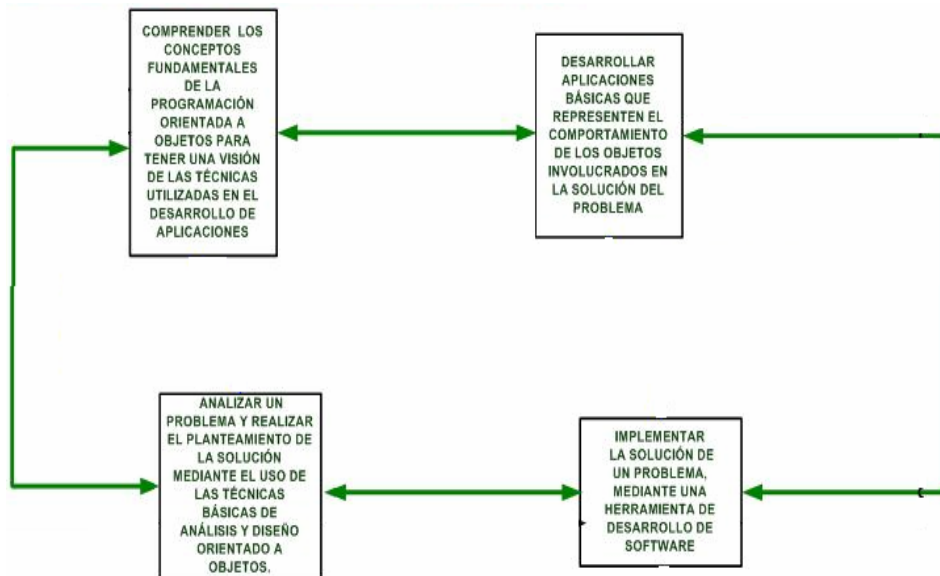 COMPRENDER LOS
CONCEPTOS
FUNDAMENTALES
DE LA
PROGRAMACIÓN
ORIENTADA A
OBJETOS PARA
TENER UNA VISIÓN
DE LAS TÉCNICAS
UTILIZADAS EN EL
DESARROLLO DE
APLICACIONES
DESARROLLAR
APLICACIONES
BÁSICAS QUE
REPRESENTEN EL
COMPORTAMIENTO
DE LOS OBJETOS
INVOLUCRADOS EN
LA SOLUCIÓN DEL
PROBLEMA
ANALIZAR UN
PROBLEMA Y REALIZAR
EL PLANTEAMIENTO DE
LA SOLUCIÓN
MEDIANTE EL USO DE
LAS TÉCNICAS
BÁSICAS DE
ANÁLISIS Y DISEÑO
ORIENTADO A
OBJETOS.
IMPLEMENTAR
LA SOLUCIÓN DE
UN PROBLEMA,
MEDIANTE UNA
HERRAMIENTA DE
DESARROLLO DE
SOFTWARE